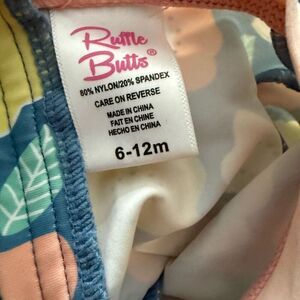 Ruffle
Butts®
80% NYLON/20% SPANDEX
CARE ON REVERSE
MADE IN CHINA
FAIT EN CHINE
HECHO EN CHINA
6-12m